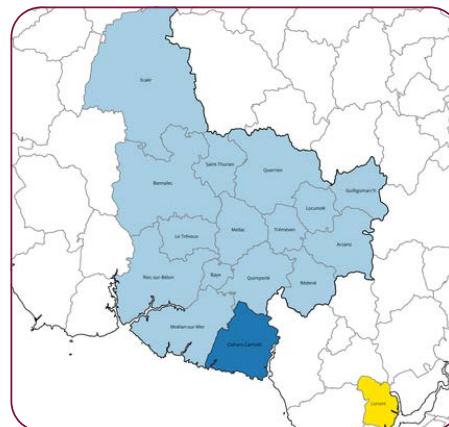 Scaër
Saint-Thurien
Querrien
Bannalec
Guilligomarc'h
Locunolé
Le Trévoux
Mellac
Tréméven
Arzano
Baye
Riec-sur-Bélon
Quimperlé
Rédené
Moëlan-sur-Mer
Clohars-Carnoët
Lorient